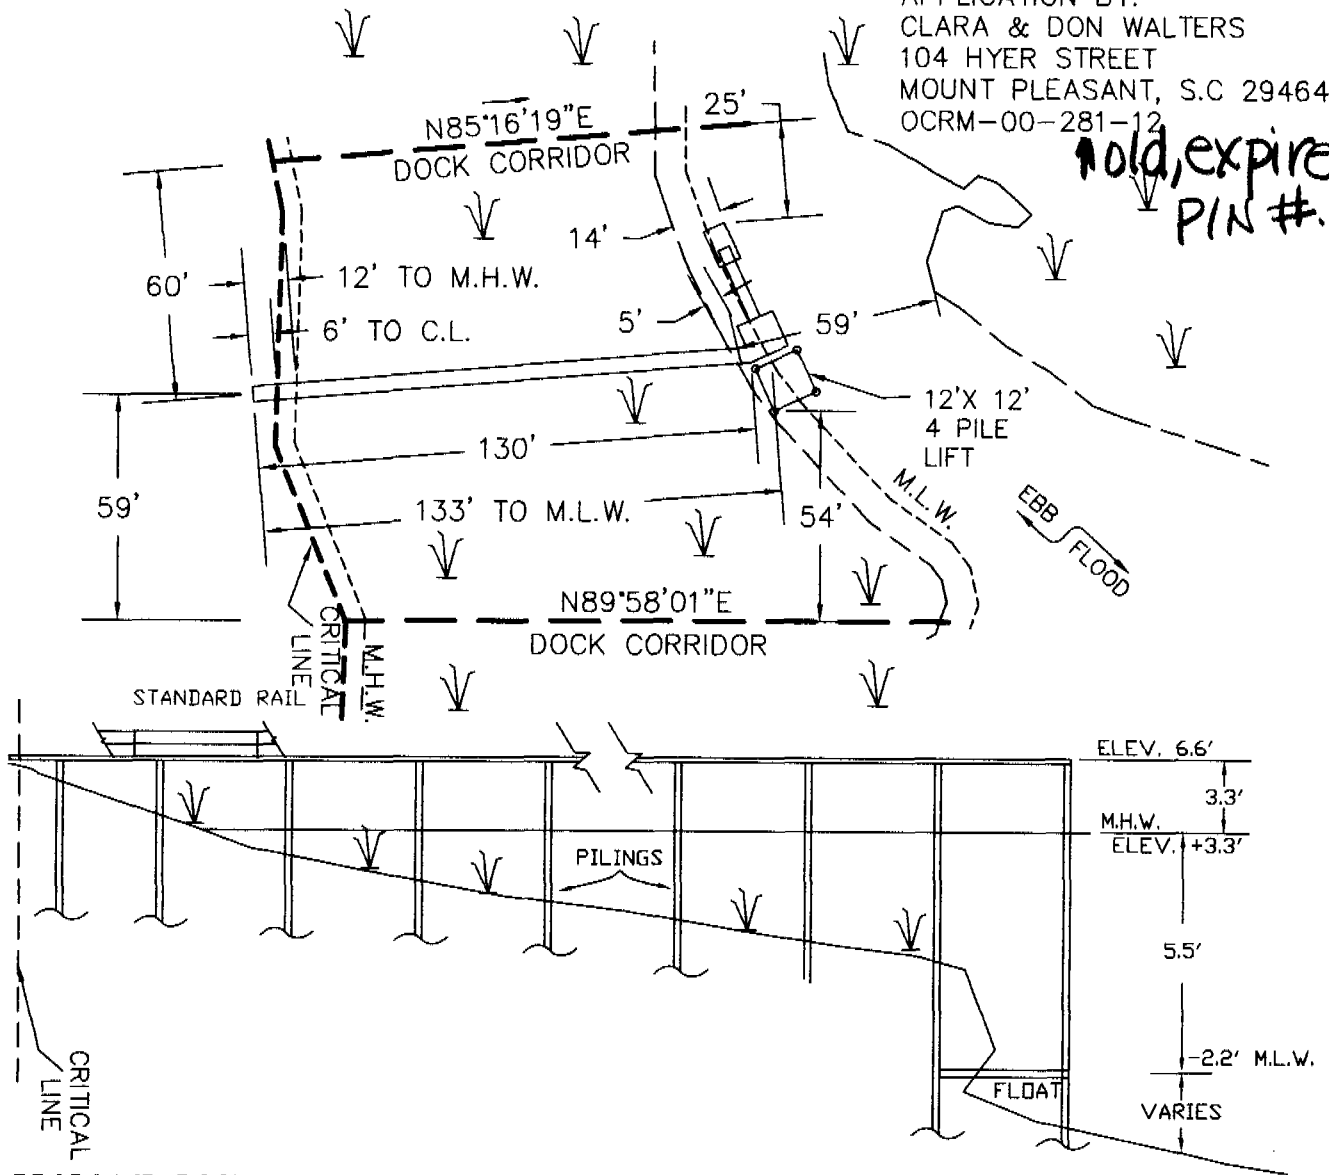 APPLICATION BY:
CLARA & DON WALTERS
104 HYER STREET
MOUNT PLEASANT, S.C 29464
OCRM-00-281-12
old, expire
PIN #.
N85°16'19"E
DOCK CORRIDOR
25'
14'
60'
12' TO M.H.W.
6' TO C.L.
5'
59'
12'X 12'
4 PILE
LIFT
130'
59'
133' TO M.L.W.
54'
M.L.W.
EBB
FLOOD
N89°58'01"E
DOCK CORRIDOR
CRITICAL
LINE
M.H.W.
STANDARD RAIL
ELEV. 6.6'
3.3'
M.H.W.
ELEV. +3.3'
PILINGS
5.5'
-2.2' M.L.W.
FLOAT
VARIES
CRITICAL
LINE